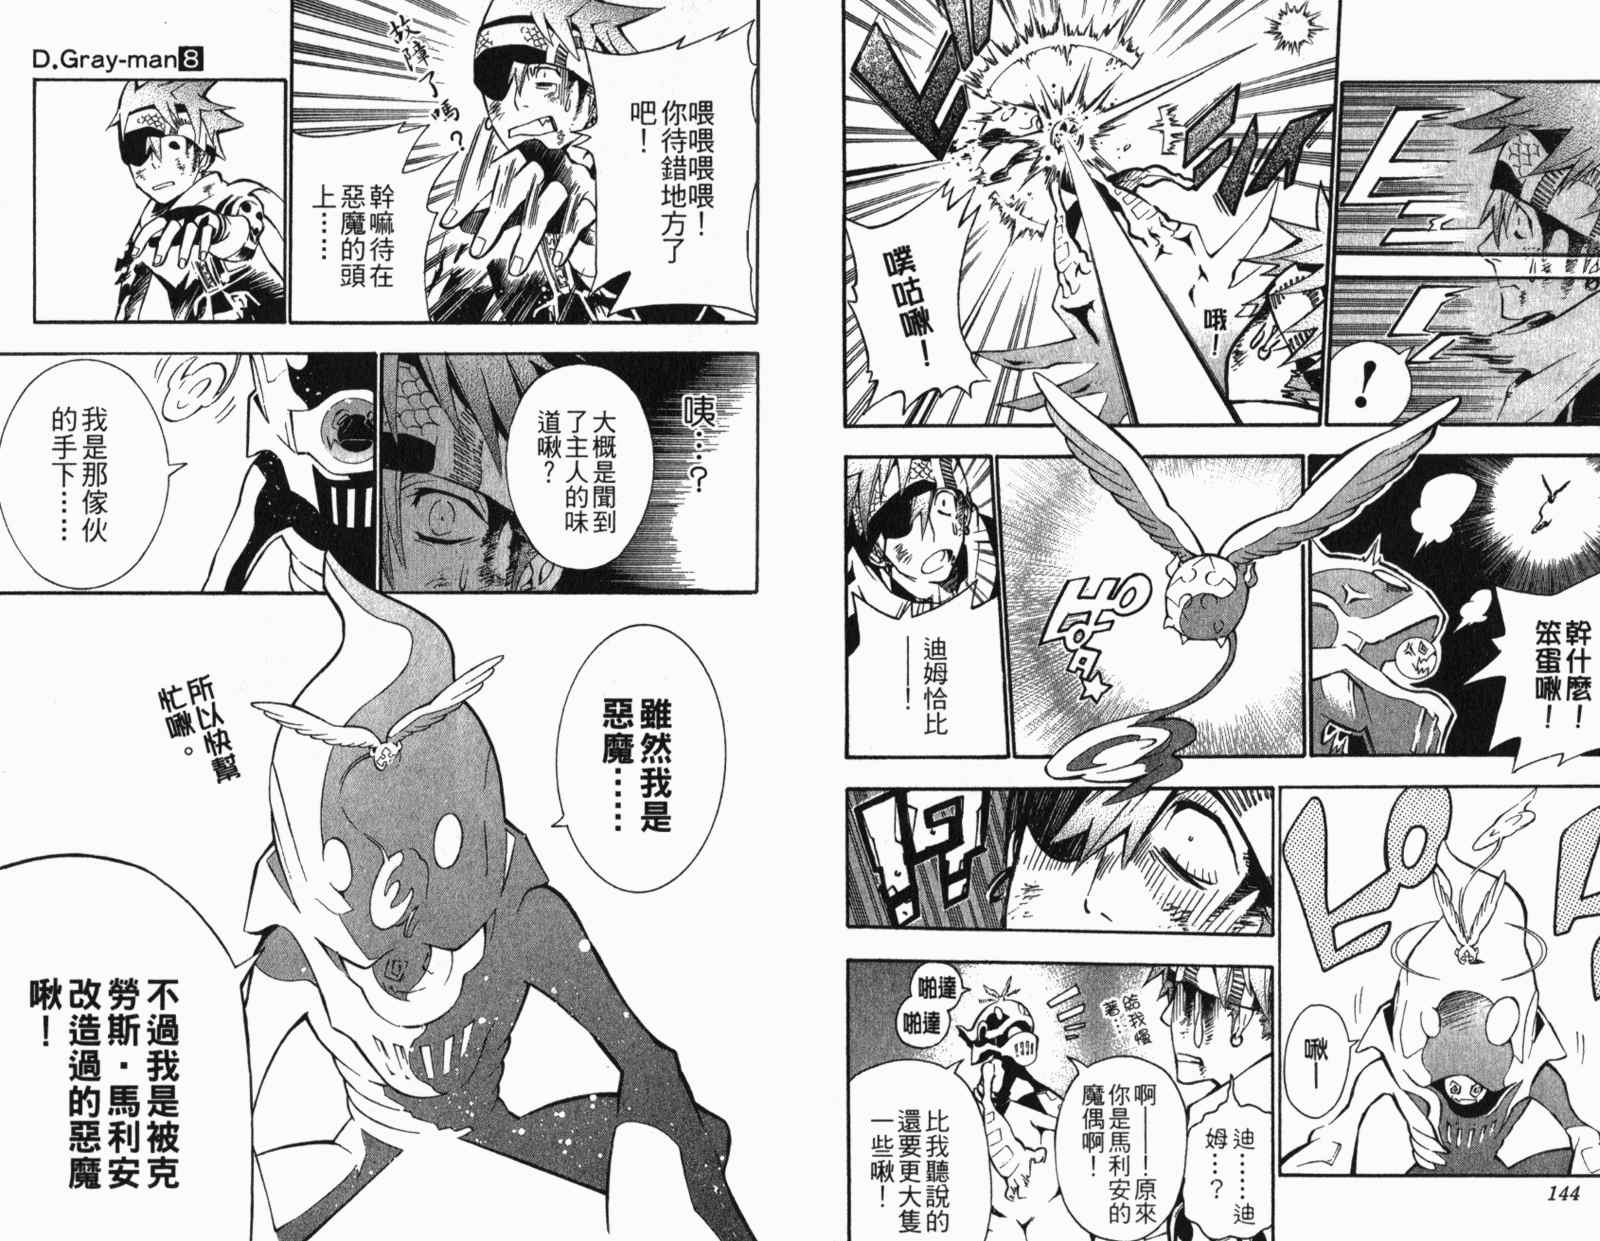 ！
哦！
噗咕啾！
幹什麼！
笨蛋啾！
迪姆恰比
——！
啾—
迪……迪
姆…？
給我慢
著…
啪達
啪達
啊——！原來
你是馬利安的
魔偶啊！
比我聽說的
還要更大隻
一些啾！
144
D.Gray-man 8
喂喂喂喂！
你待錯地方了
吧！
故障了嗎？
幹嘛待在
惡魔的頭
上……
咦…？
大概是聞到
了主人的味
道啾？
我是那傢伙
的手下……
雖然我是
惡魔……
所以快幫
忙啾。
不過我是被克
勞斯．馬利安
改造過的惡魔
啾！